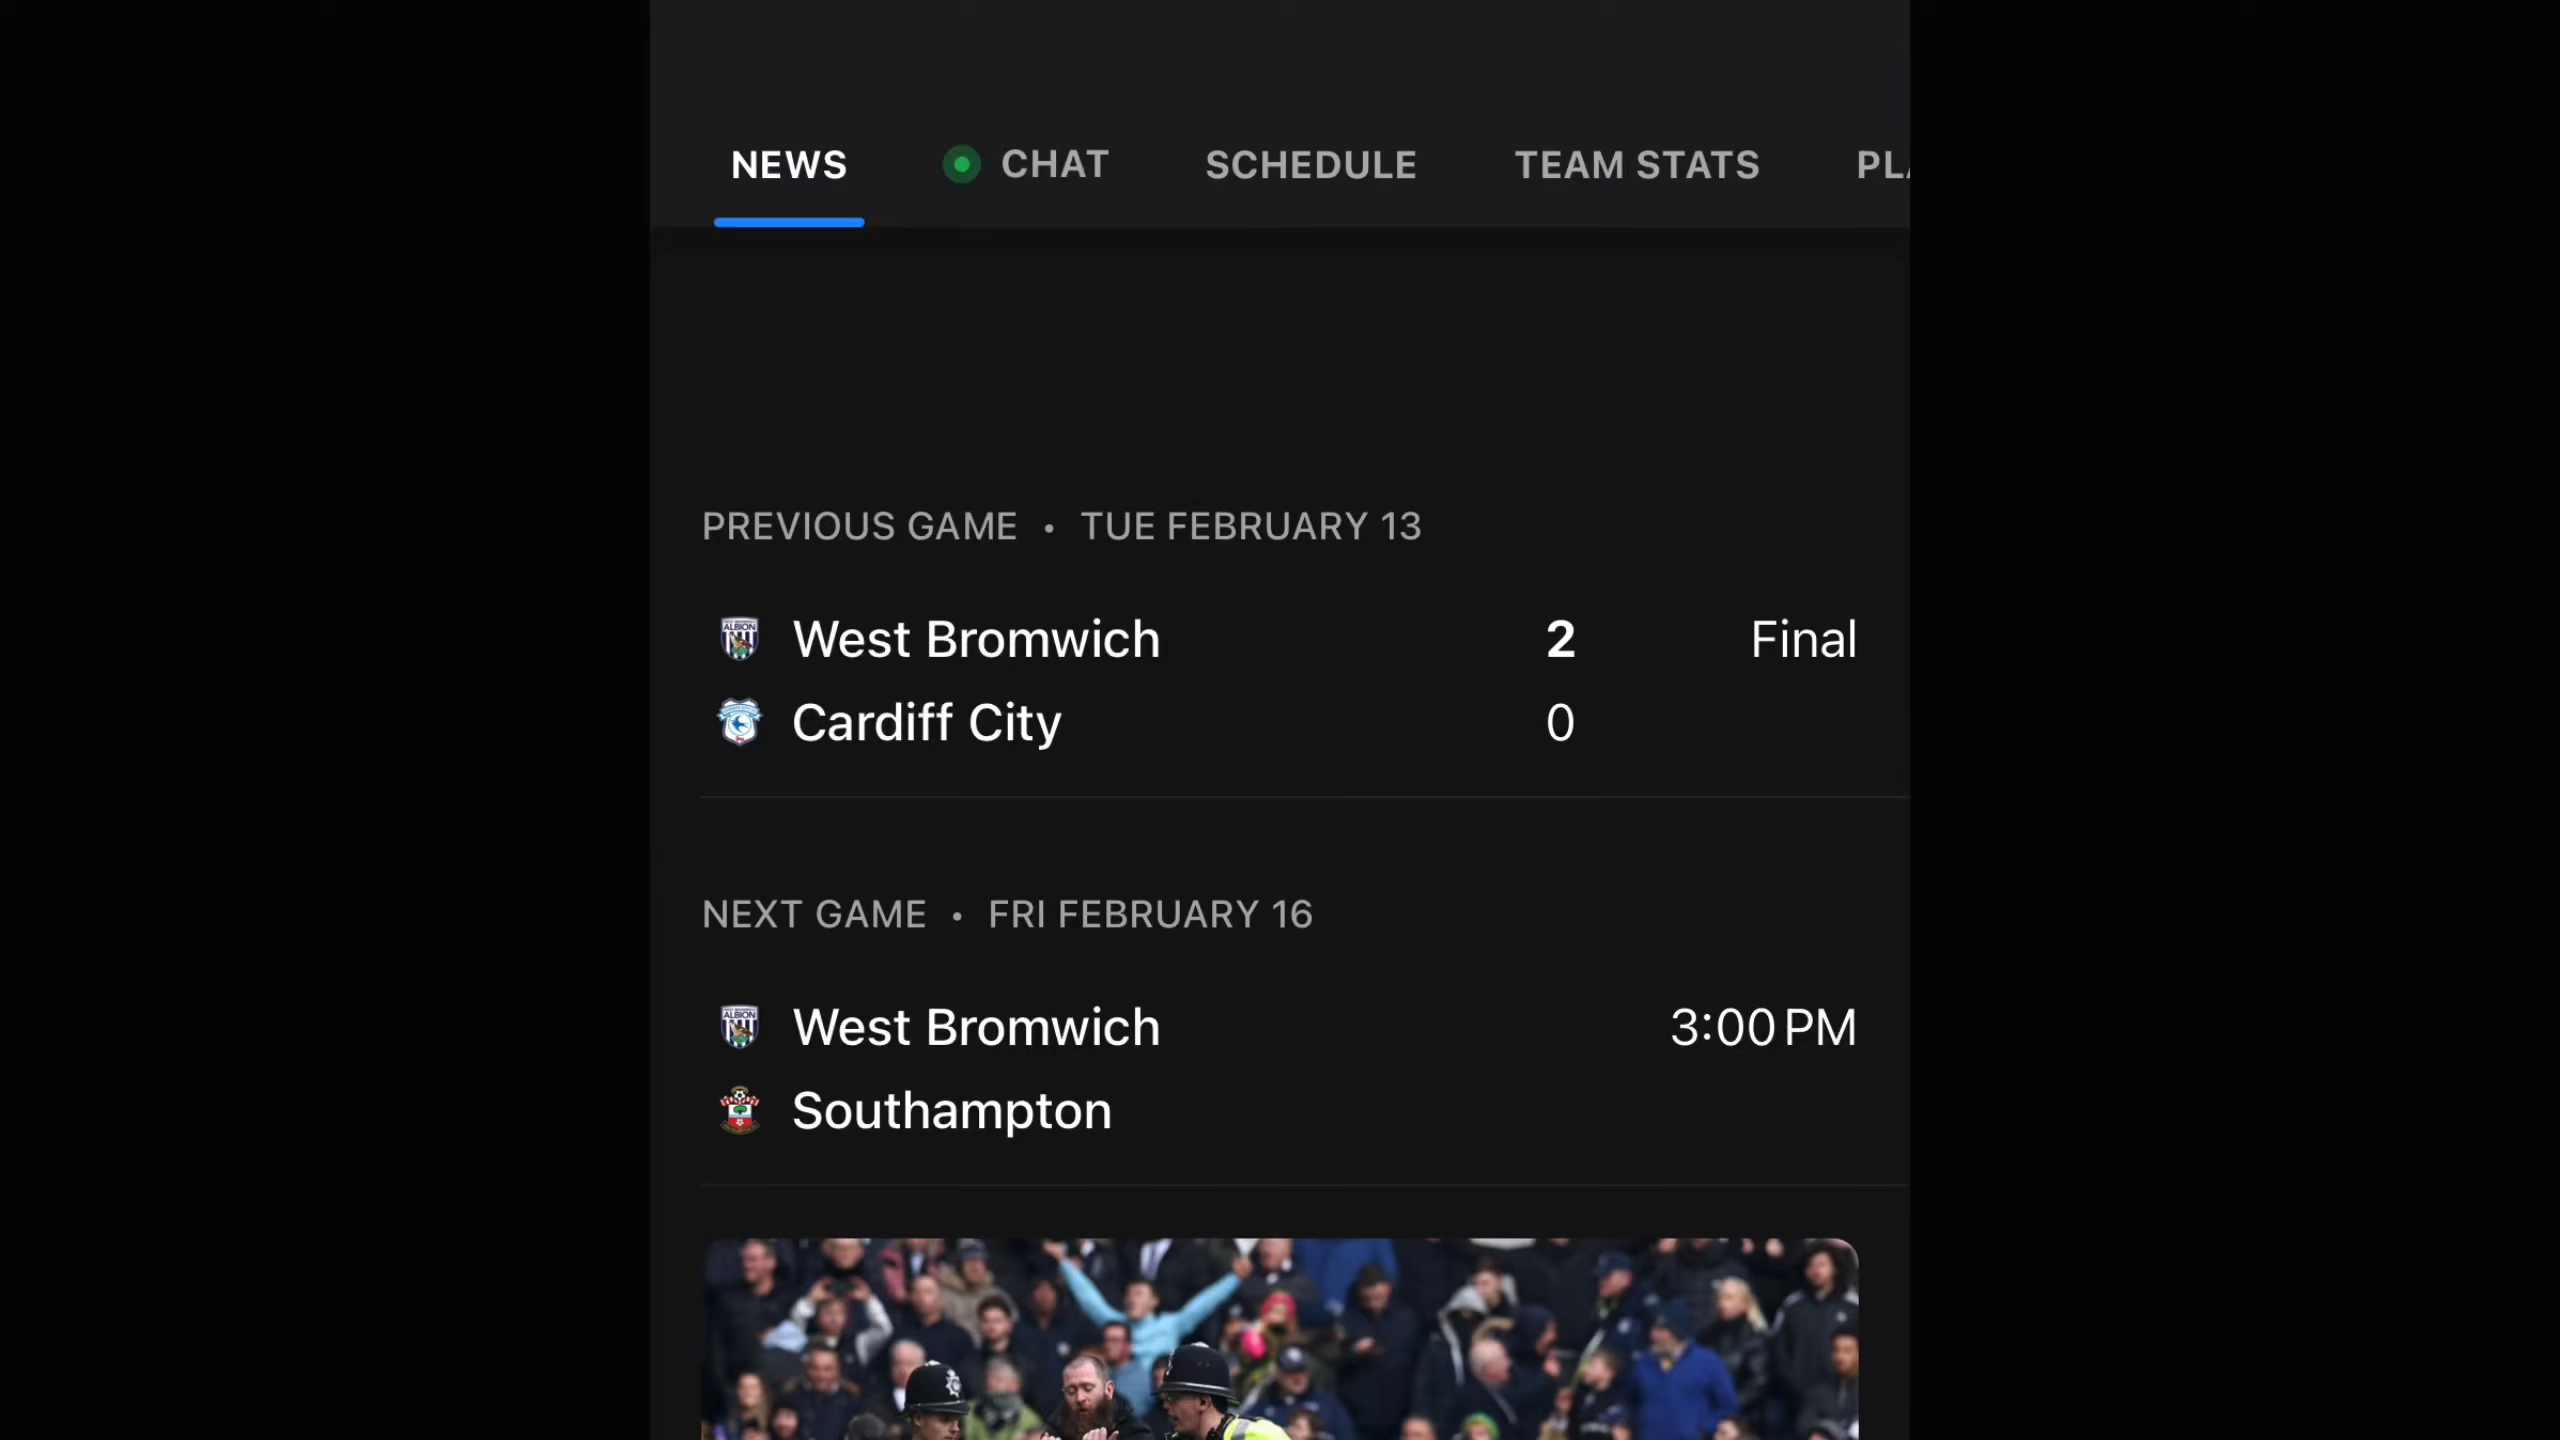 NEWS CHAT SCHEDULE TEAM STATS PLA
PREVIOUS GAME • TUE FEBRUARY 13
West Bromwich 2 Final
Cardiff City 0
NEXT GAME • FRI FEBRUARY 16
West Bromwich 3:00 PM
Southampton